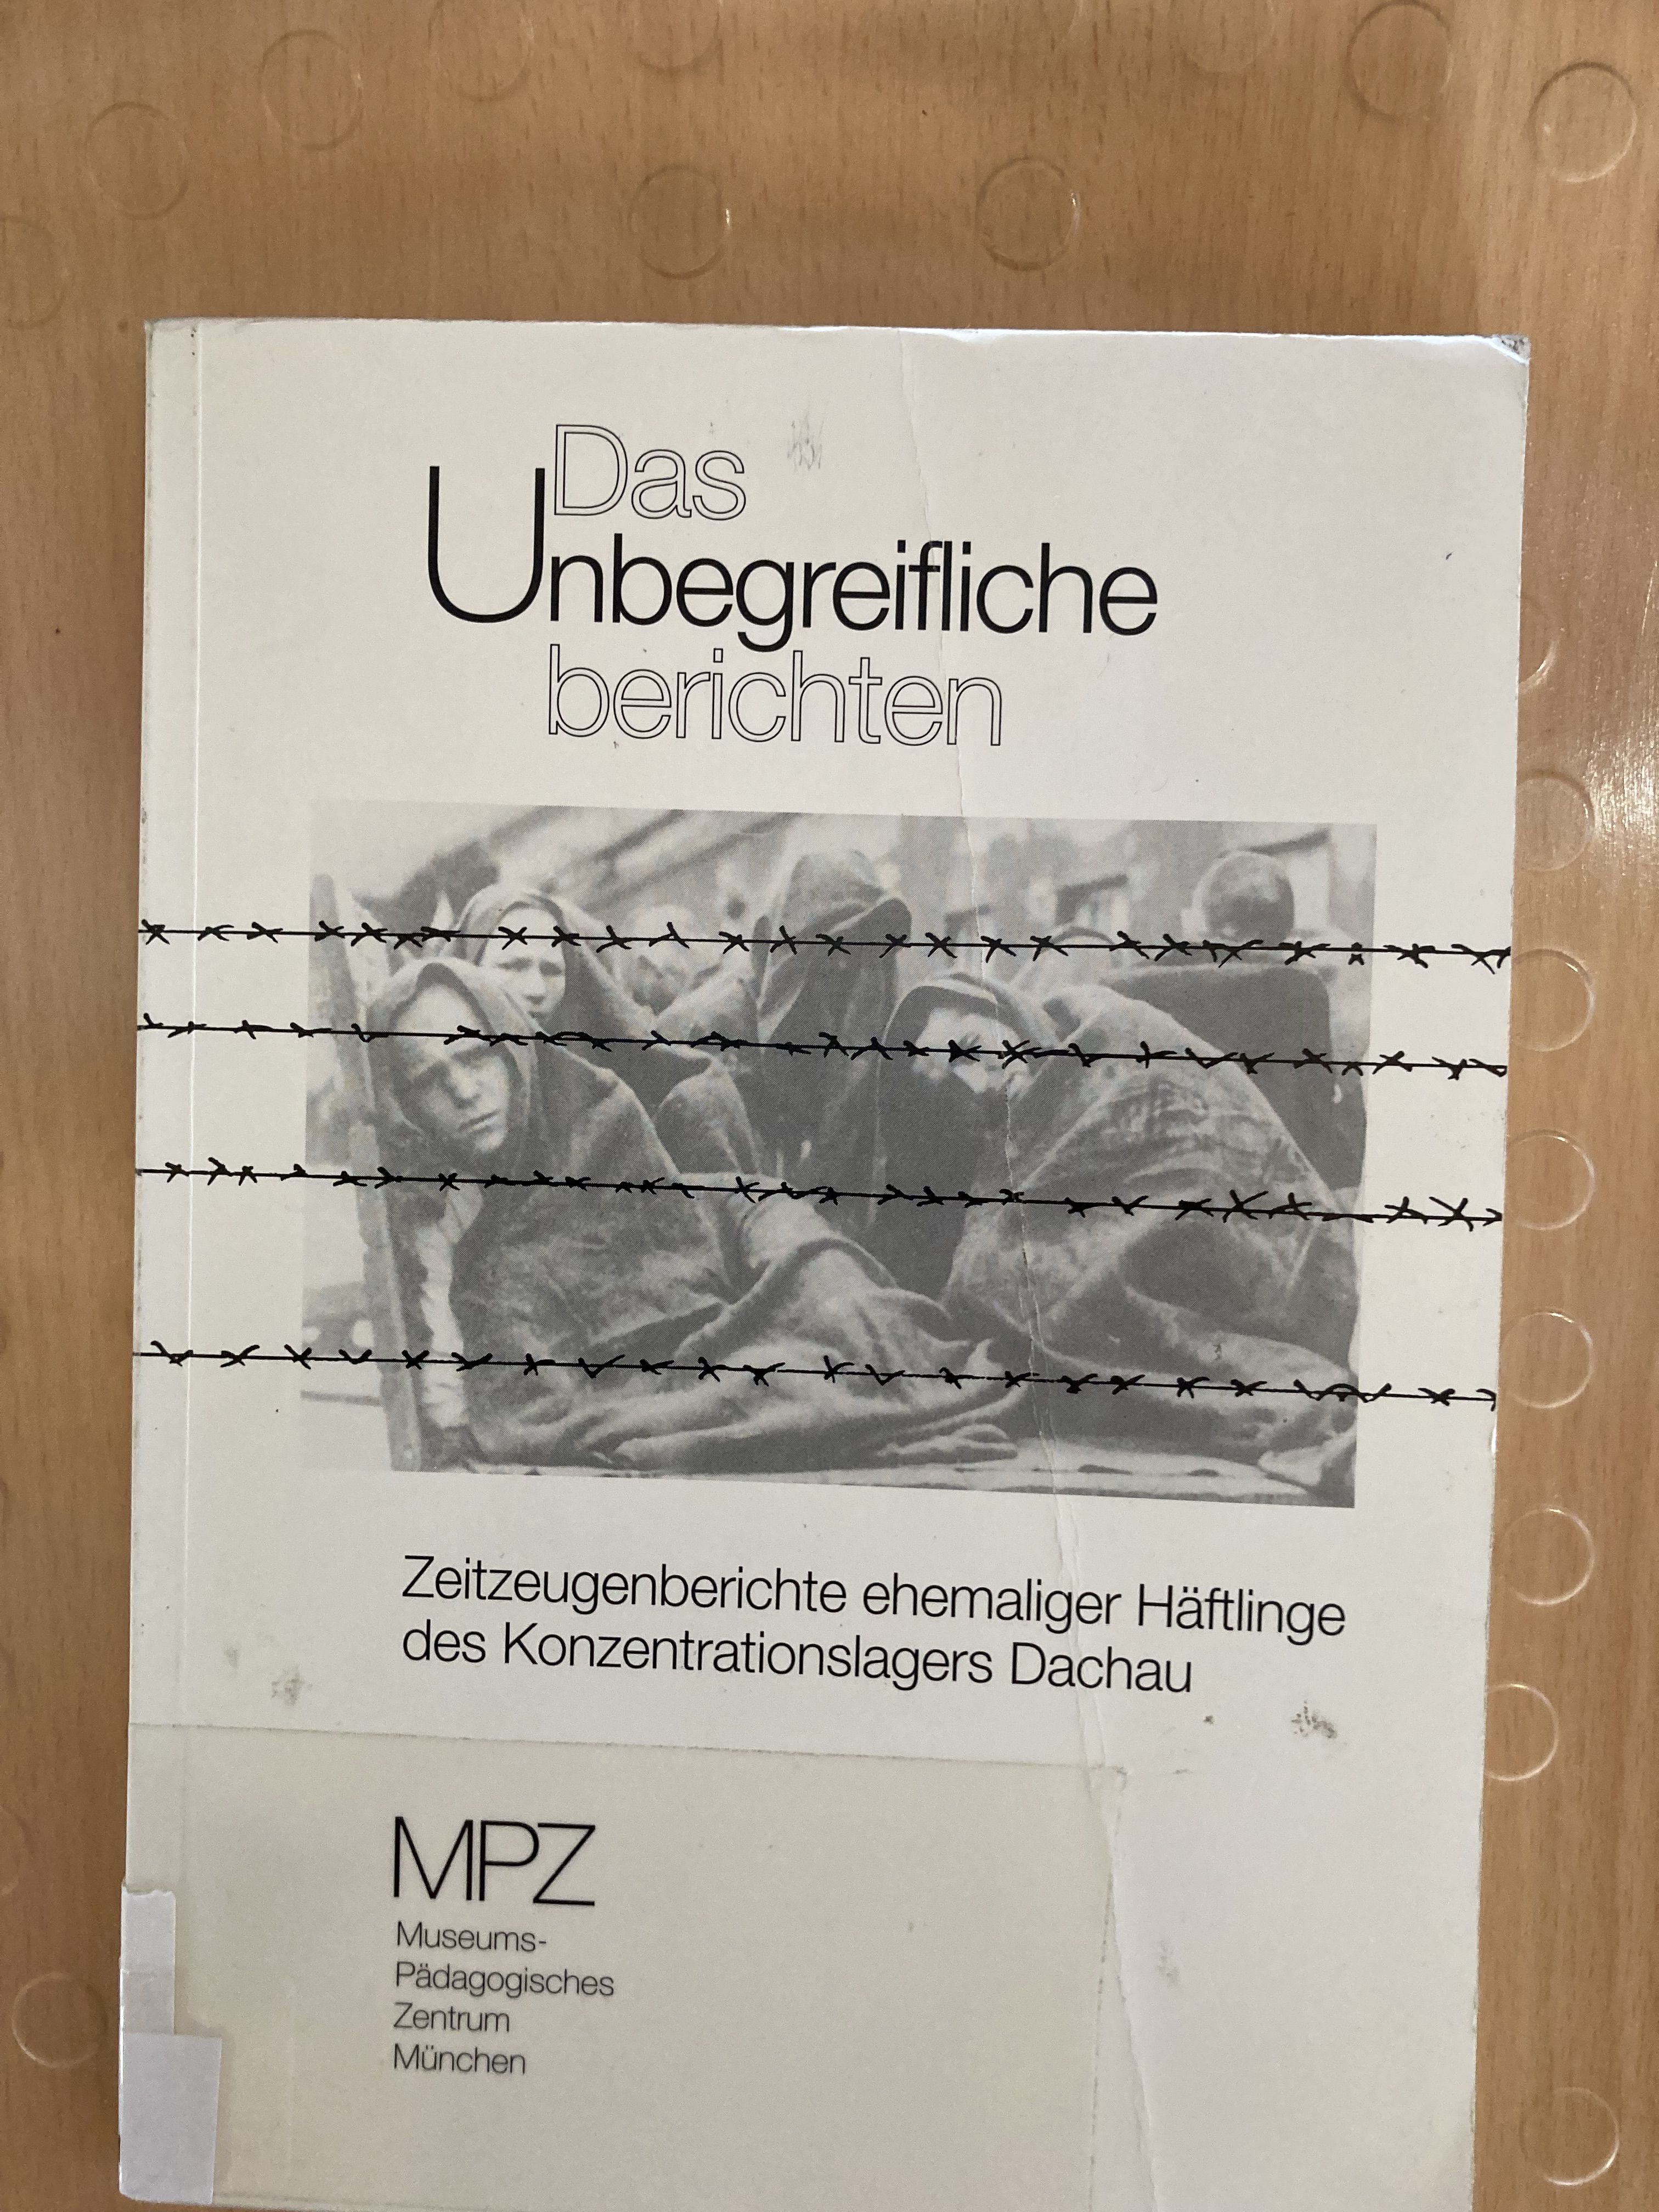 Das
Unbegreifliche
berichten
Zeitzeugenberichte ehemaliger Häftlinge
des Konzentrationslagers Dachau
MPZ
Museums-
Pädagogisches
Zentrum
München